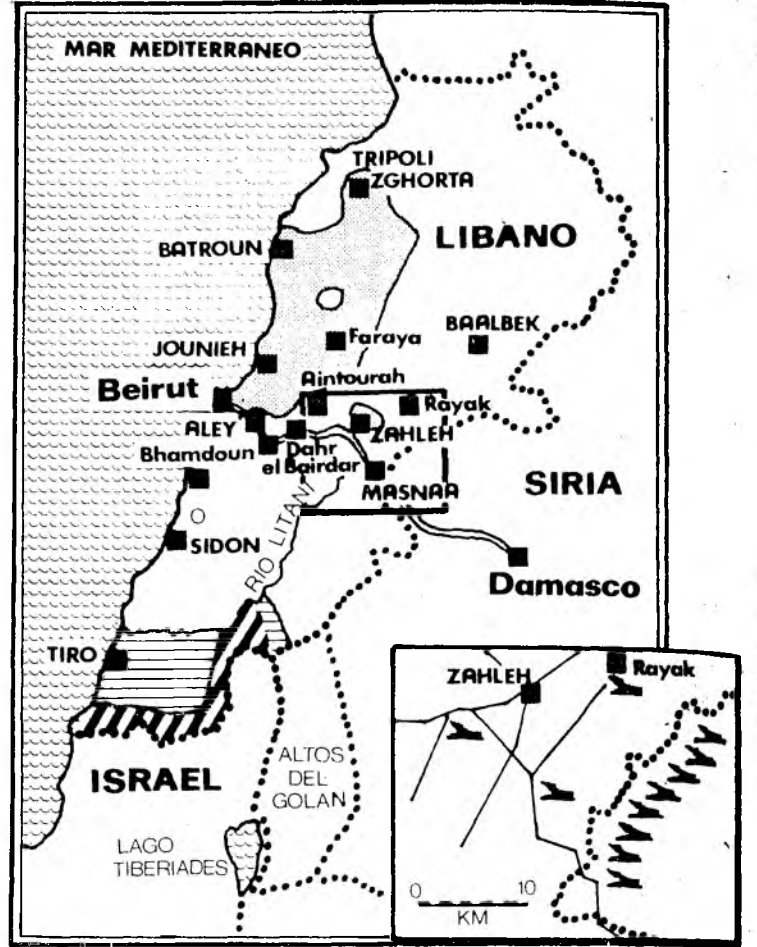 MAR MEDITERRANEO
TRIPOLI
ZGHORTA
BATROUN
LIBANO
BAALBEK
Faraya
JOUNIEH
Aintourah
Beirut
Rayak
ALEY
ZAHLEH
Bhamdoun
Dahr
el Bairdar
MASNAA
SIRIA
RIO LITANI
SIDON
Damasco
TIRO
ISRAEL
ALTOS
DEL
GOLAN
LAGO
TIBERIADES
ZAHLEH
Rayak
0 10
KM